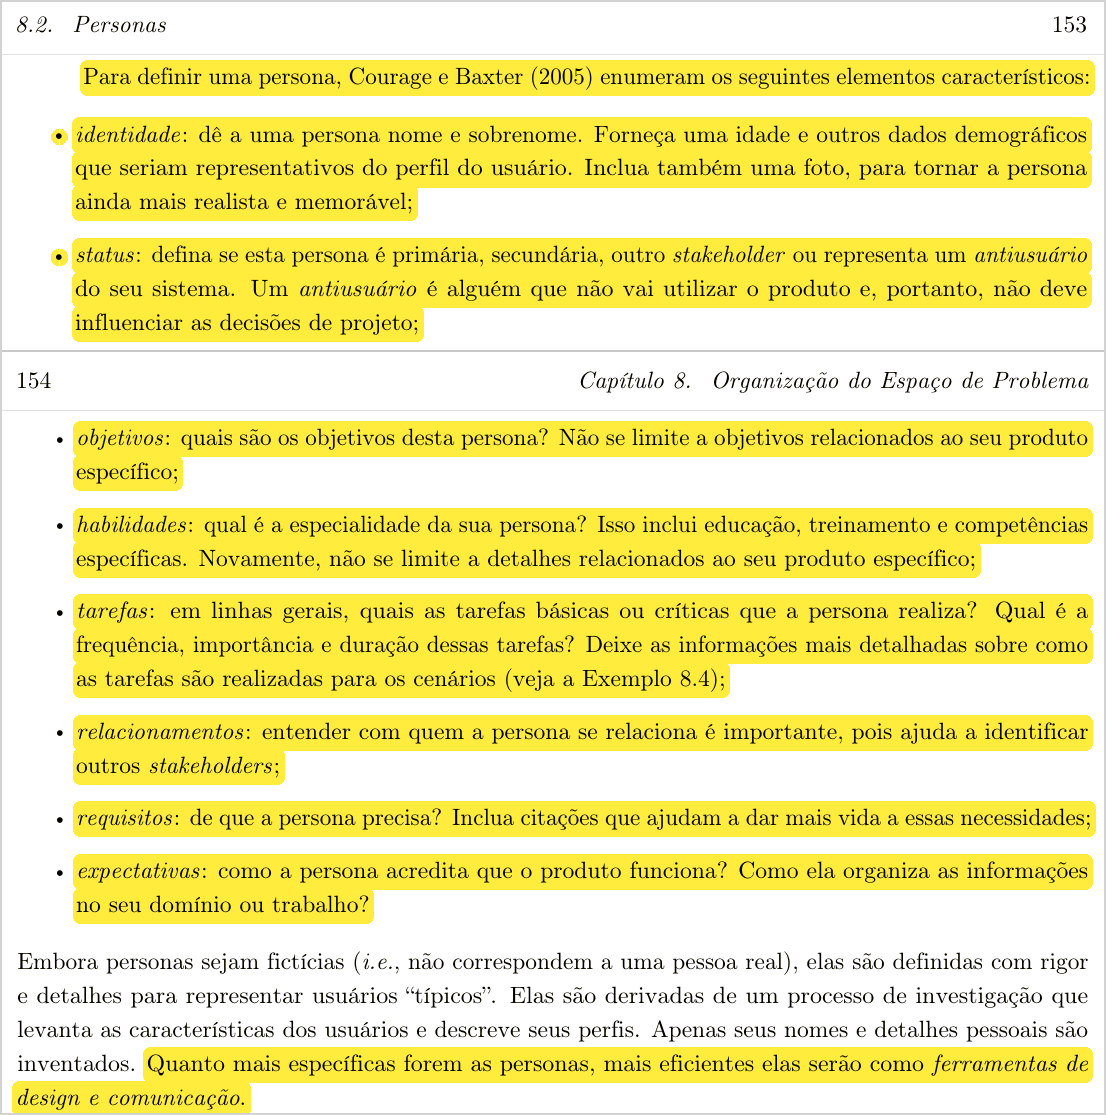 8.2. Personas 153
Para definir uma persona, Courage e Baxter (2005) enumeram os seguintes elementos característicos:
• identidade: dê a uma persona nome e sobrenome. Forneça uma idade e outros dados demográficos
que seriam representativos do perfil do usuário. Inclua também uma foto, para tornar a persona
ainda mais realista e memorável;
• status: defina se esta persona é primária, secundária, outro stakeholder ou representa um antiusuário
do seu sistema. Um antiusuário é alguém que não vai utilizar o produto e, portanto, não deve
influenciar as decisões de projeto;
154 Capítulo 8. Organização do Espaço de Problema
• objetivos: quais são os objetivos desta persona? Não se limite a objetivos relacionados ao seu produto
específico;
• habilidades: qual é a especialidade da sua persona? Isso inclui educação, treinamento e competências
específicas. Novamente, não se limite a detalhes relacionados ao seu produto específico;
• tarefas: em linhas gerais, quais as tarefas básicas ou críticas que a persona realiza? Qual é a
frequência, importância e duração dessas tarefas? Deixe as informações mais detalhadas sobre como
as tarefas são realizadas para os cenários (veja a Exemplo 8.4);
• relacionamentos: entender com quem a persona se relaciona é importante, pois ajuda a identificar
outros stakeholders;
• requisitos: de que a persona precisa? Inclua citações que ajudam a dar mais vida a essas necessidades;
• expectativas: como a persona acredita que o produto funciona? Como ela organiza as informações
no seu domínio ou trabalho?
Embora personas sejam fictícias (i.e., não correspondem a uma pessoa real), elas são definidas com rigor
e detalhes para representar usuários “típicos”. Elas são derivadas de um processo de investigação que
levanta as características dos usuários e descreve seus perfis. Apenas seus nomes e detalhes pessoais são
inventados. Quanto mais específicas forem as personas, mais eficientes elas serão como ferramentas de
design e comunicação.